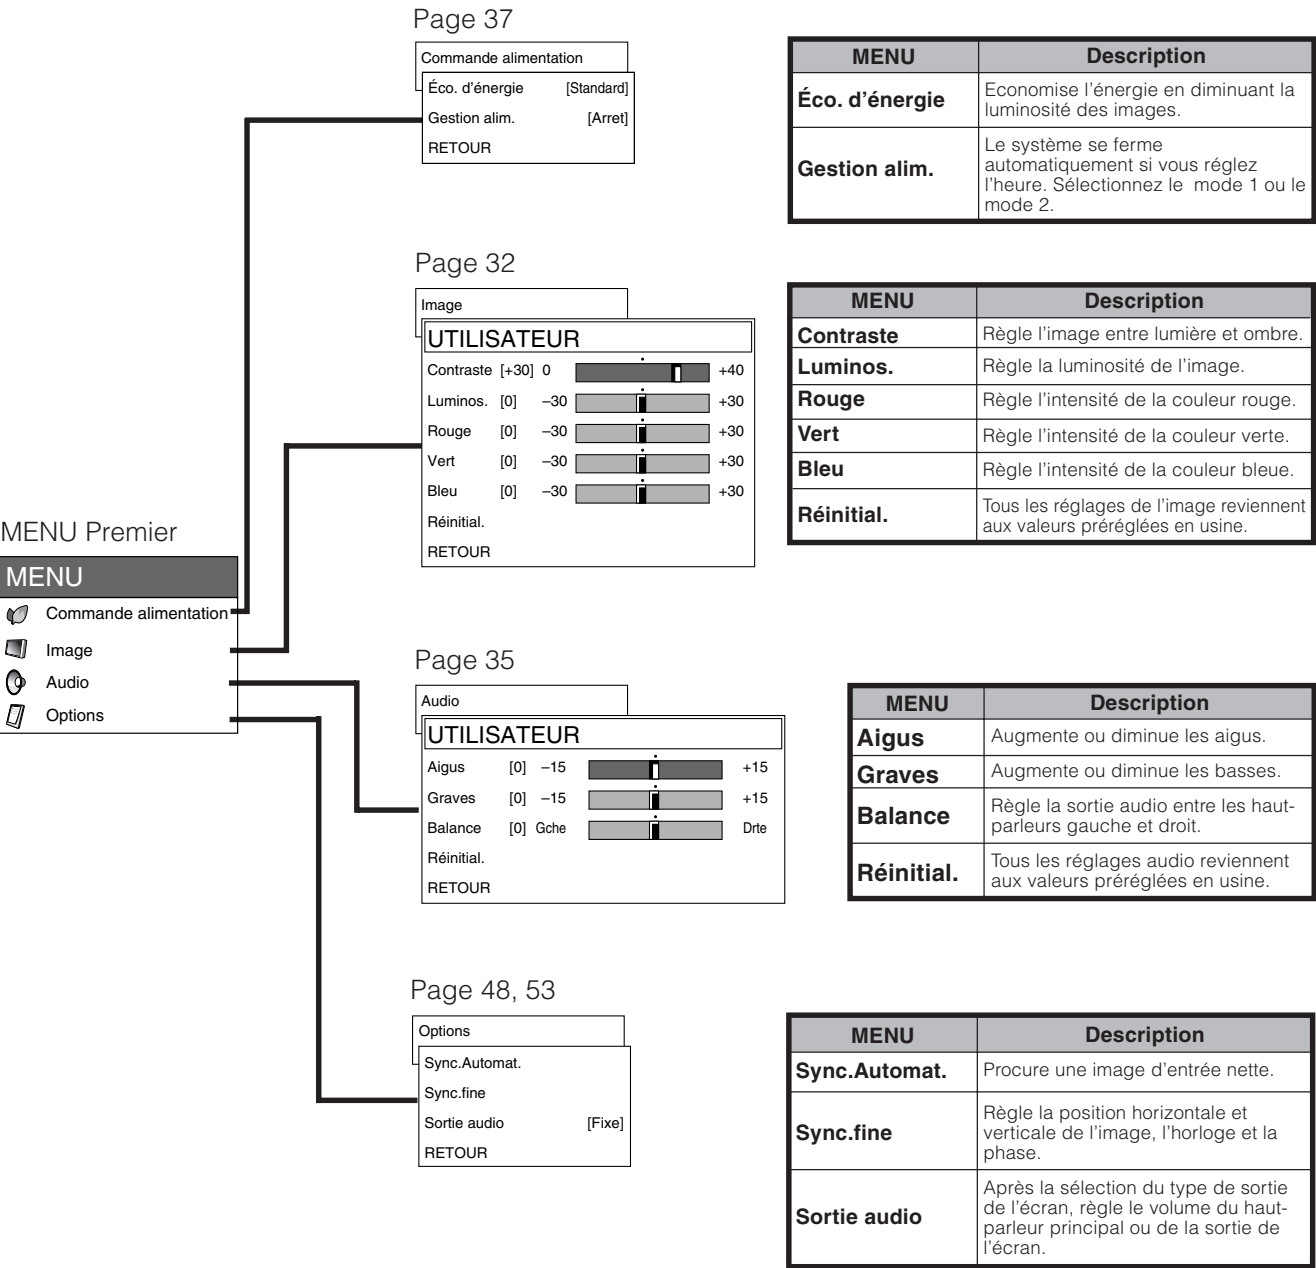 Page 37
Commande alimentation
Éco. d'énergie [Standard]
Gestion alim. [Arret]
RETOUR
MENU Description
Éco. d'énergie Economise l'énergie en diminuant la
luminosité des images.
Gestion alim. Le système se ferme
automatiquement si vous réglez
l'heure. Sélectionnez le mode 1 ou le
mode 2.
Page 32
Image
UTILISATEUR
Contraste [+30] 0 +40
Luminos. [0] –30 +30
Rouge [0] –30 +30
Vert [0] –30 +30
Bleu [0] –30 +30
Réinitial.
RETOUR
MENU Description
Contraste Règle l'image entre lumière et ombre.
Luminos. Règle la luminosité de l'image.
Rouge Règle l'intensité de la couleur rouge.
Vert Règle l'intensité de la couleur verte.
Bleu Règle l'intensité de la couleur bleue.
Réinitial. Tous les réglages de l'image reviennent
aux valeurs préréglées en usine.
MENU Premier
MENU
Commande alimentation
Image
Audio
Options
Page 35
Audio
UTILISATEUR
Aigus [0] –15 +15
Graves [0] –15 +15
Balance [0] Gche Drte
Réinitial.
RETOUR
MENU Description
Aigus Augmente ou diminue les aigus.
Graves Augmente ou diminue les basses.
Balance Règle la sortie audio entre les haut-
parleurs gauche et droit.
Réinitial. Tous les réglages audio reviennent
aux valeurs préréglées en usine.
Page 48, 53
Options
Sync.Automat.
Sync.fine
Sortie audio [Fixe]
RETOUR
MENU Description
Sync.Automat. Procure une image d'entrée nette.
Sync.fine Règle la position horizontale et
verticale de l'image, l'horloge et la
phase.
Sortie audio Après la sélection du type de sortie
de l'écran, règle le volume du haut-
parleur principal ou de la sortie de
l'écran.